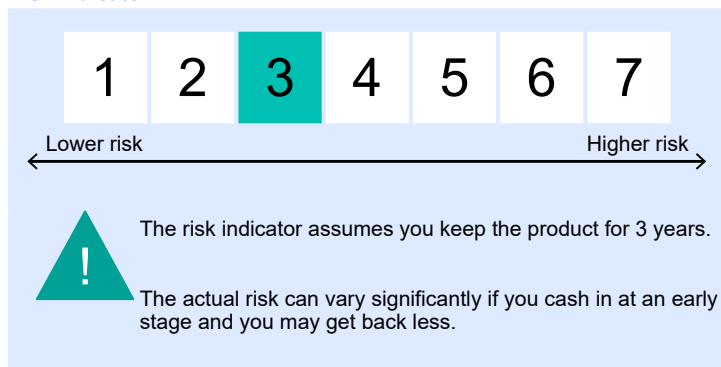 1 2 3 4 5 6 7
Lower risk Higher risk
!
The risk indicator assumes you keep the product for 3 years.
The actual risk can vary significantly if you cash in at an early
stage and you may get back less.